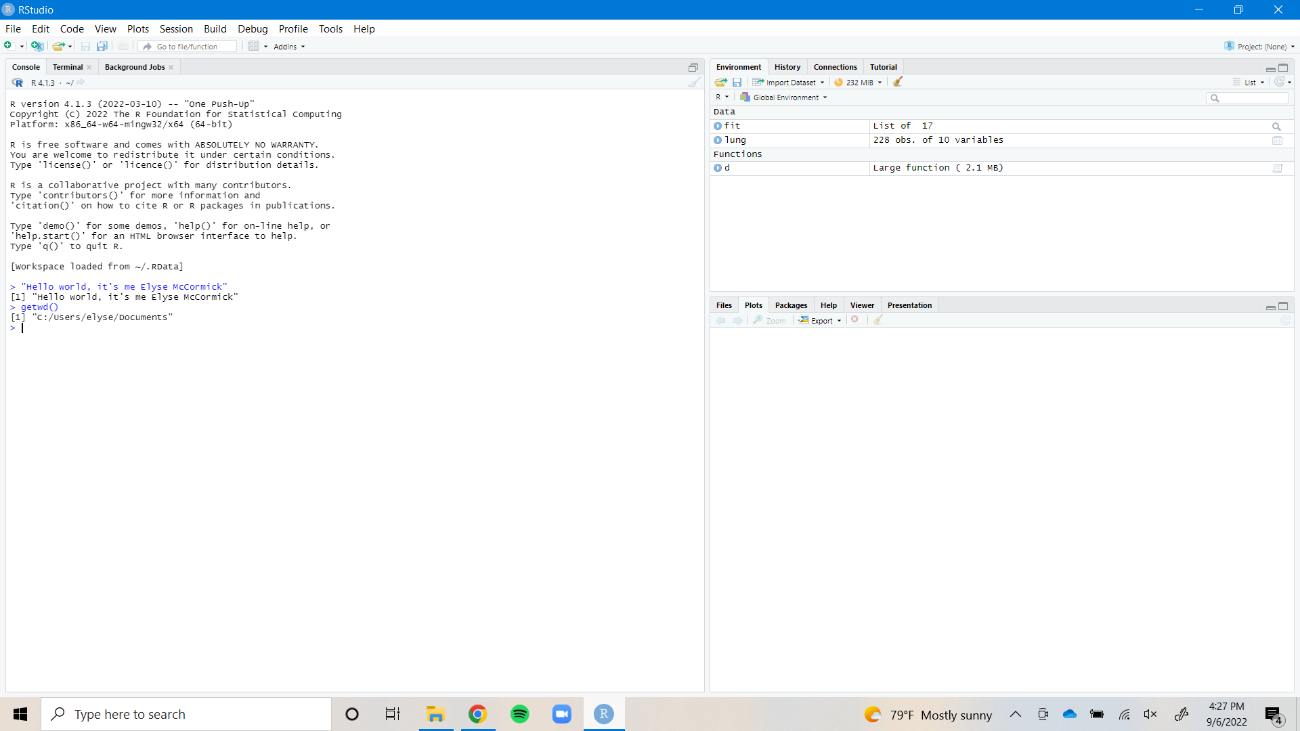 RStudio
File Edit Code View Plots Session Build Debug Profile Tools Help
Go to file/function Addins Project: (None)
Console Terminal Background Jobs
R 4.1.3 · ~/
R version 4.1.3 (2022-03-10) -- "One Push-Up"
Copyright (C) 2022 The R Foundation for Statistical Computing
Platform: x86_64-w64-mingw32/x64 (64-bit)
R is free software and comes with ABSOLUTELY NO WARRANTY.
You are welcome to redistribute it under certain conditions.
Type 'license()' or 'licence()' for distribution details.
R is a collaborative project with many contributors.
Type 'contributors()' for more information and
'citation()' on how to cite R or R packages in publications.
Type 'demo()' for some demos, 'help()' for on-line help, or
'help.start()' for an HTML browser interface to help.
Type 'q()' to quit R.
[Workspace loaded from ~/.RData]
> "Hello world, it's me Elyse McCormick"
[1] "Hello world, it's me Elyse McCormick"
> getwd()
[1] "C:/Users/elyse/Documents"
>
Environment History Connections Tutorial
Import Dataset 232 MiB List
R Global Environment
Data
fit List of 17
lung 228 obs. of 10 variables
Functions
d Large function ( 2.1 MB)
Files Plots Packages Help Viewer Presentation
Zoom Export
Type here to search
R
79°F Mostly sunny
4:27 PM
9/6/2022
4